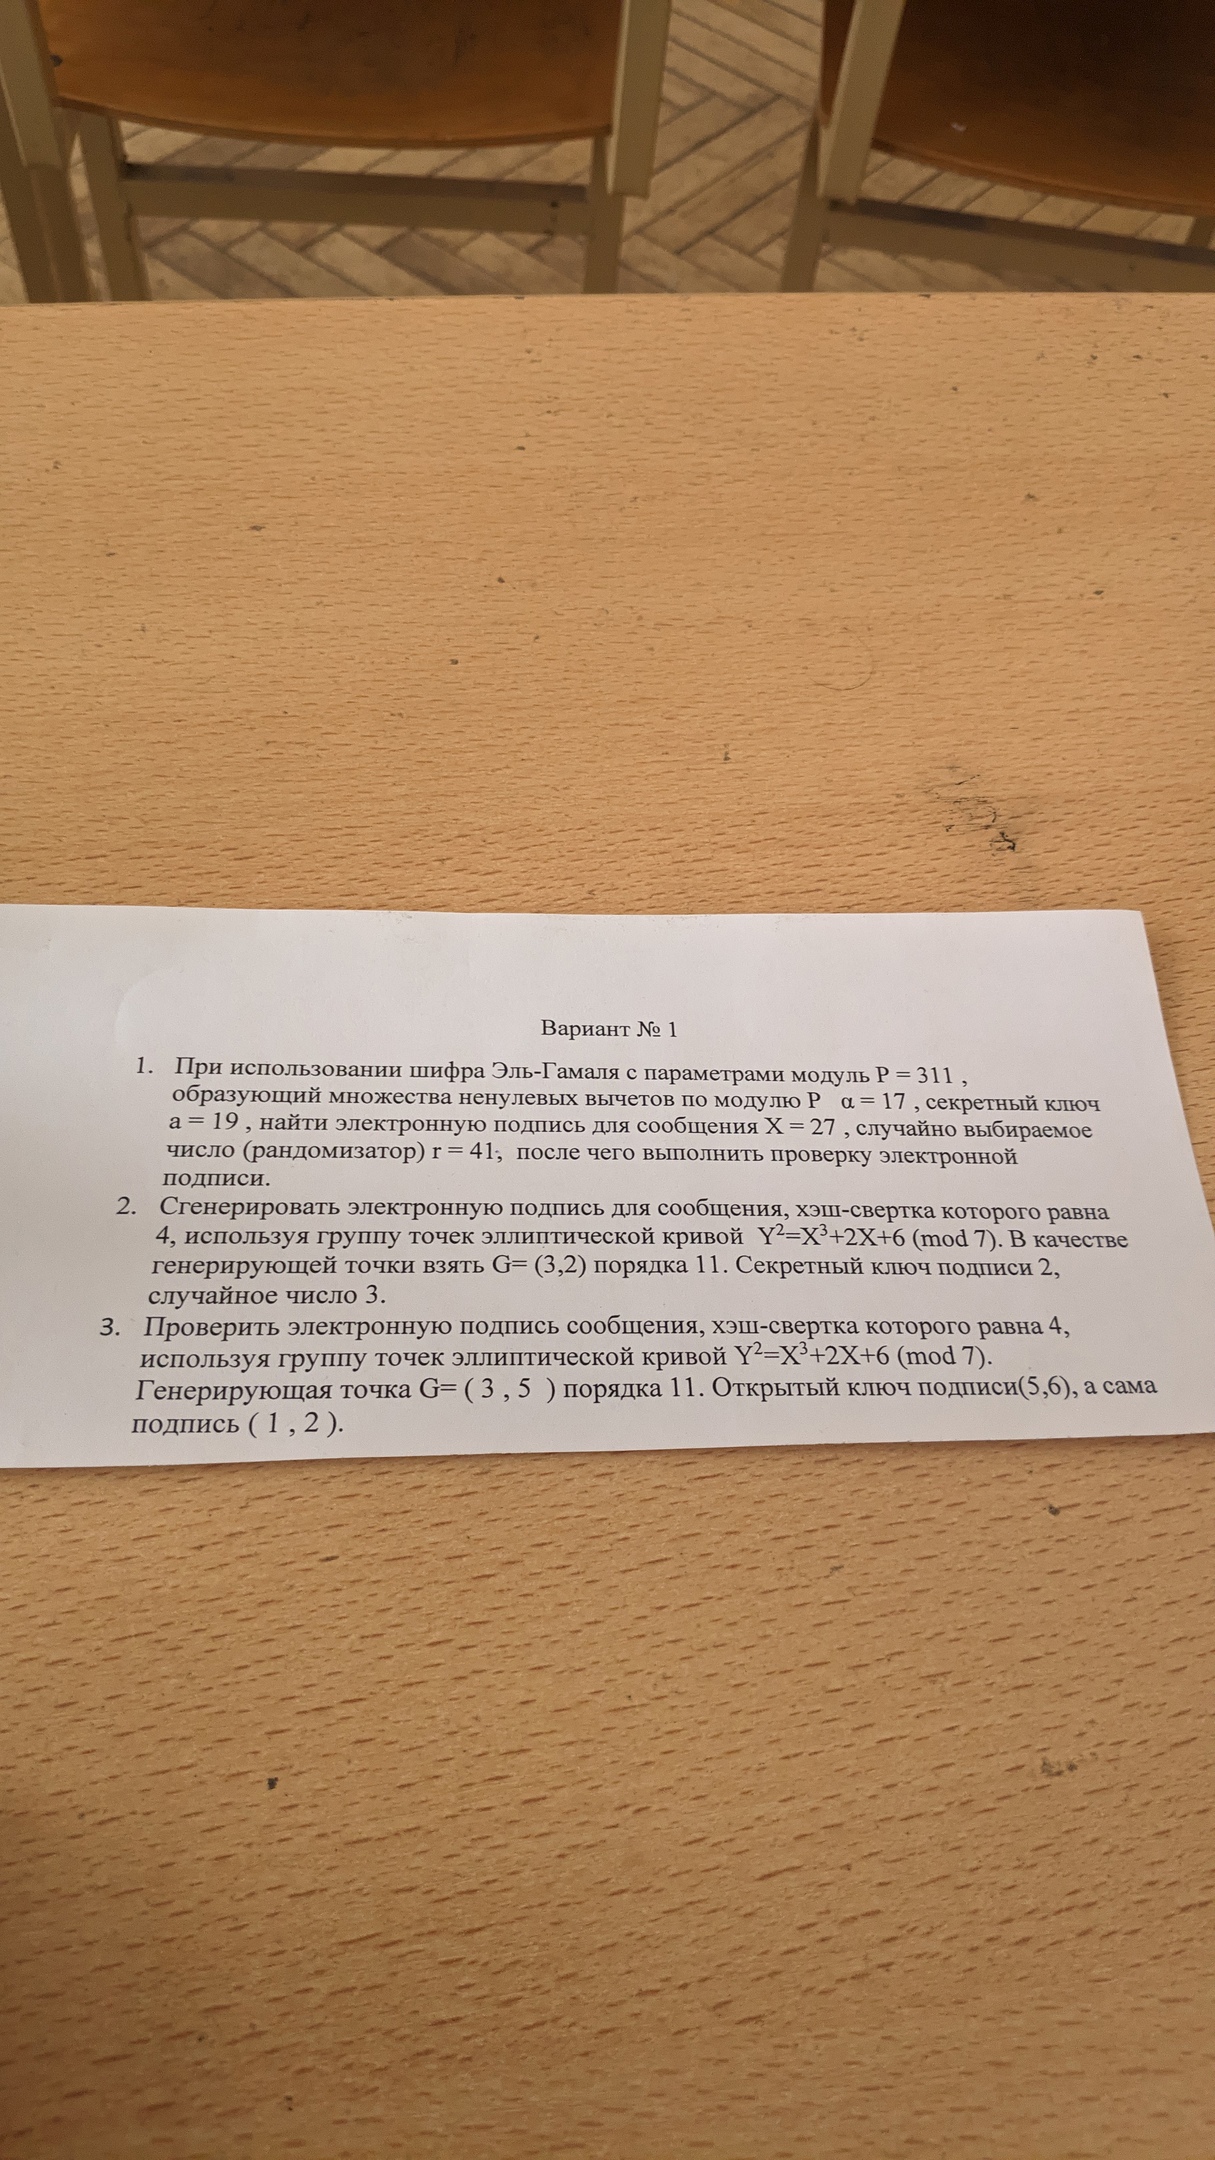 Вариант № 1
1. При использовании шифра Эль-Гамаля с параметрами модуль P = 311 ,
образующий множества ненулевых вычетов по модулю P α = 17 , секретный ключ
a = 19 , найти электронную подпись для сообщения X = 27 , случайно выбираемое
число (рандомизатор) r = 41; после чего выполнить проверку электронной
подписи.
2. Сгенерировать электронную подпись для сообщения, хэш-свертка которого равна
4, используя группу точек эллиптической кривой Y²=X³+2X+6 (mod 7). В качестве
генерирующей точки взять G= (3,2) порядка 11. Секретный ключ подписи 2,
случайное число 3.
3. Проверить электронную подпись сообщения, хэш-свертка которого равна 4,
используя группу точек эллиптической кривой Y²=X³+2X+6 (mod 7).
Генерирующая точка G= ( 3 , 5 ) порядка 11. Открытый ключ подписи(5,6), а сама
подпись ( 1 , 2 ).